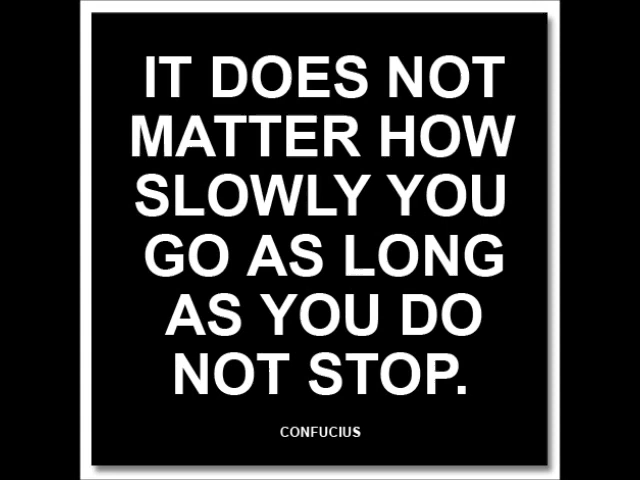 IT DOES NOT
MATTER HOW
SLOWLY YOU
GO AS LONG
AS YOU DO
NOT STOP.
CONFUCIUS